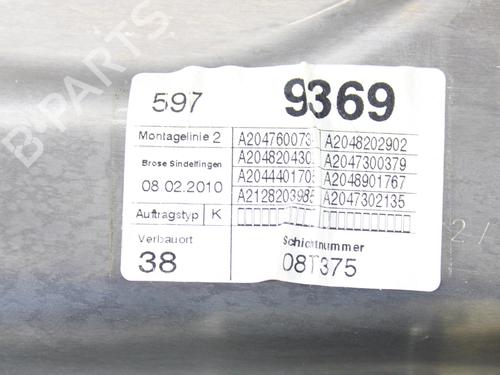 597 9369
Montagelinie 2 A204760073 A2048202902
Brose Sindelfingen A204820430 A2047300379
08.02.2010 A204440170 A2048901767
A212820398 A2047302135
Auftragstyp K
Verbauort Schichtnummer
38 08T375
B-PARTS